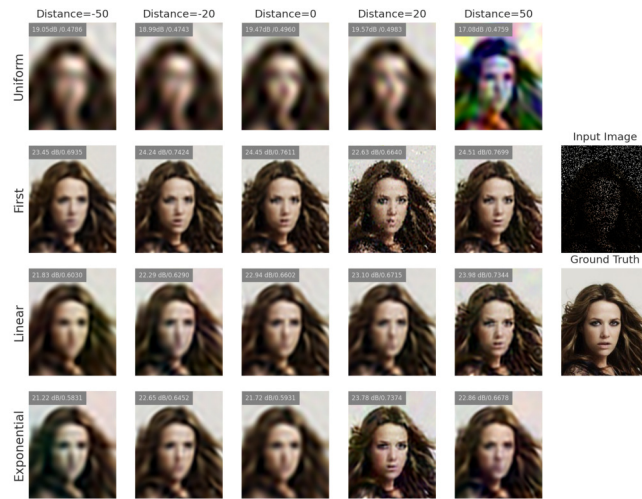 Distance=-50 Distance=-20 Distance=0 Distance=20 Distance=50
Uniform
19.05dB /0.4786 18.99dB /0.4743 19.47dB /0.4960 19.57dB /0.4983 17.08dB /0.4759
Input Image
First
23.45 dB/0.6935 24.24 dB/0.7424 24.45 dB/0.7611 22.63 dB/0.6640 24.51 dB/0.7699
Ground Truth
Linear
21.83 dB/0.6030 22.29 dB/0.6290 22.94 dB/0.6602 23.10 dB/0.6715 23.98 dB/0.7344
Exponential
21.22 dB/0.5831 22.65 dB/0.6452 21.72 dB/0.5931 23.78 dB/0.7374 22.86 dB/0.6678